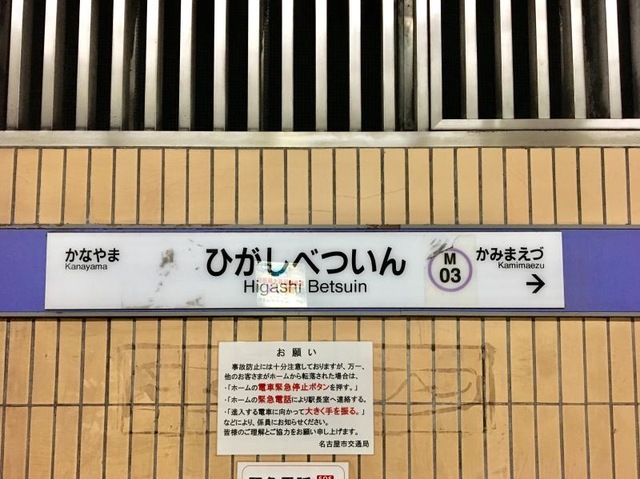 かなやま
Kanayama
ひがしべついん
Higashi Betsuin
M
03
かみまえづ
Kamimaezu
→
お願い
事故防止には十分注意しておりますが、万一、
他のお客さまがホームから転落された場合は、
・「ホームの電車緊急停止ボタンを押す。」
・「ホームの緊急電話により駅長室へ連絡する。
・「進入する電車に向かって大きく手を振る。」
などにより、係員にお知らせください。
皆様のご理解とご協力をお願い申し上げます。
名古屋市交通局
SOS